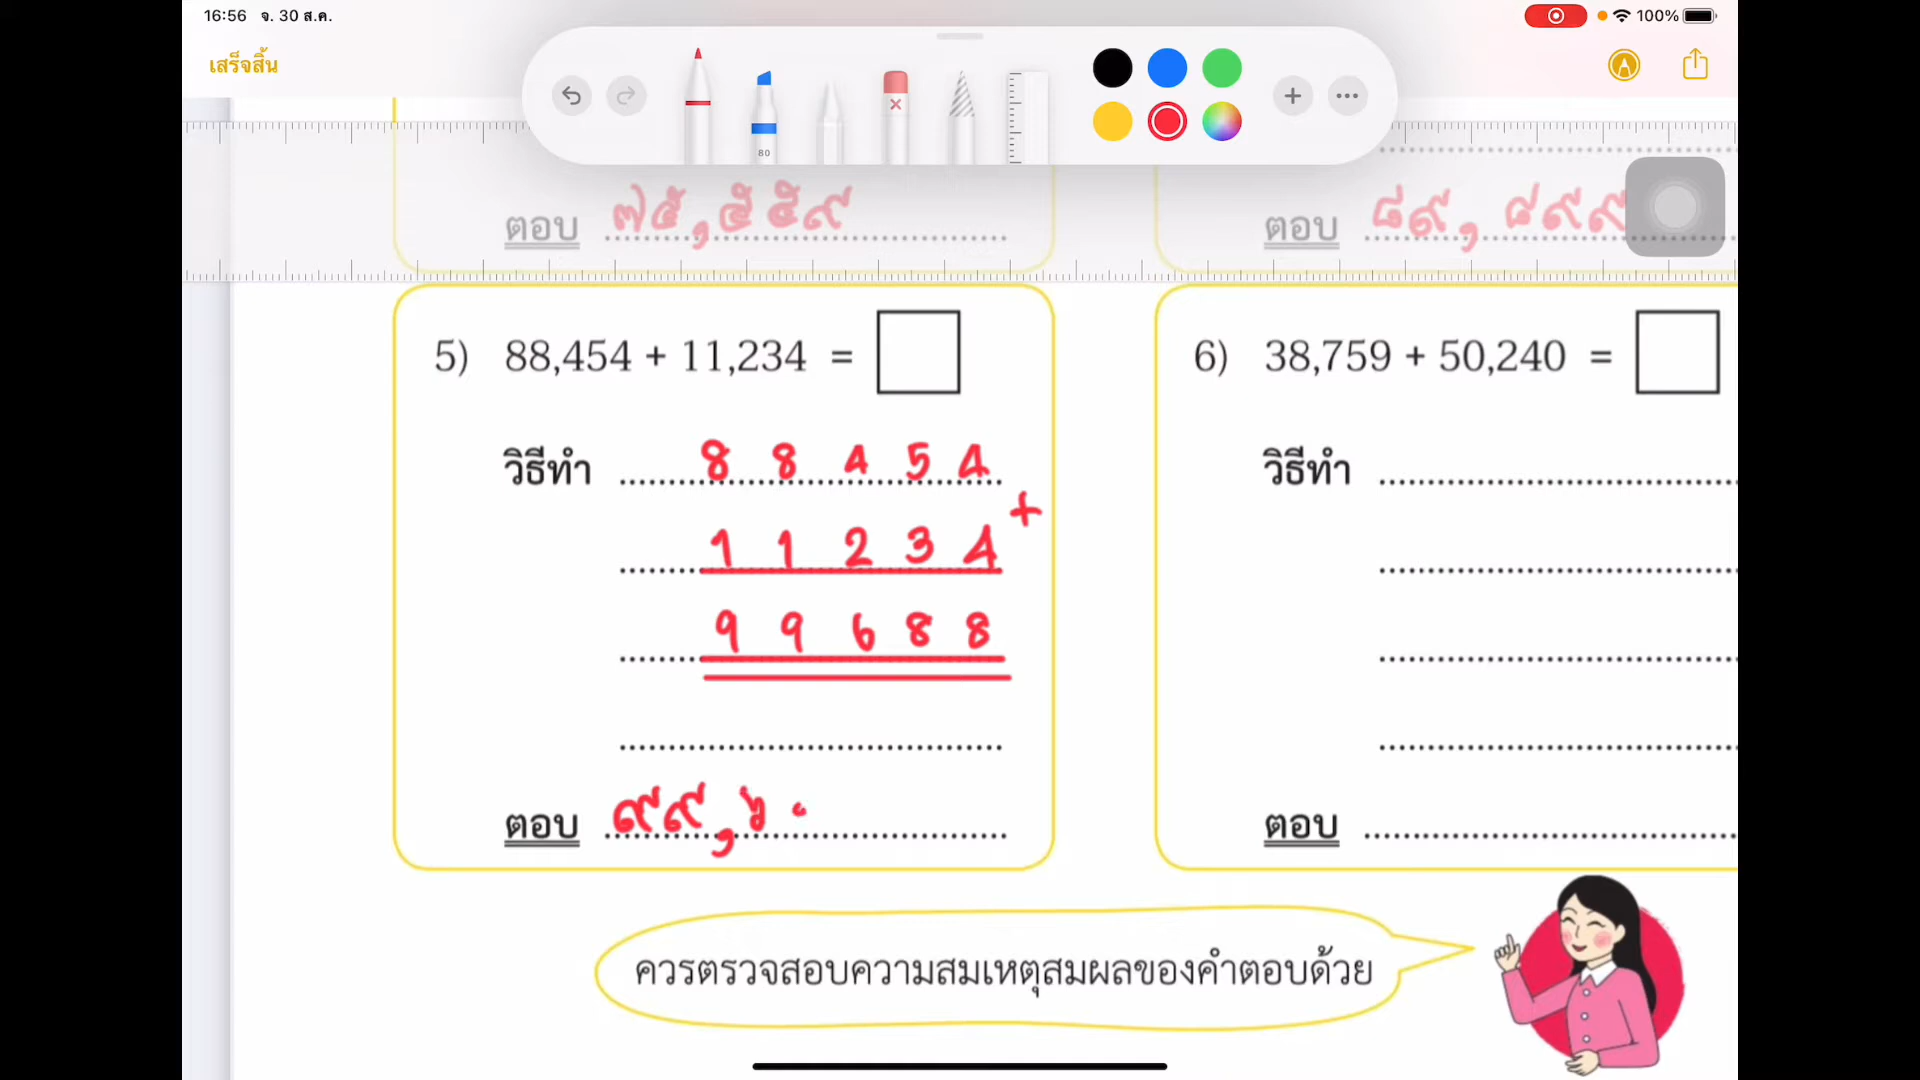 16:56 จ. 30 ส.ค. 100%
เสร็จสิ้น
80
ตอบ ๗๕,๕๕๙
ตอบ ๘๙,๘๙๙
5) 88,454 + 11,234 =
วิธีทำ 8 8 4 5 4
+
1 1 2 3 4
9 9 6 8 8
ตอบ ๙๙,๖
6) 38,759 + 50,240 =
วิธีทำ
ตอบ
ควรตรวจสอบความสมเหตุสมผลของคำตอบด้วย